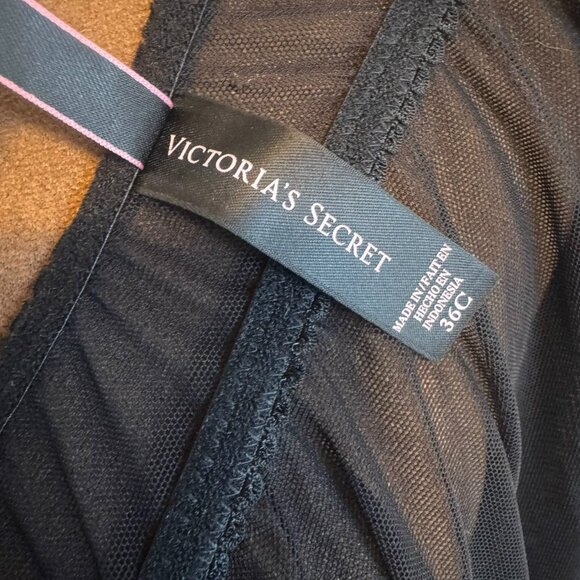 VICTORIA'S SECRET
MADE IN/FAIT EN
HECHO EN
INDONESIA
36C